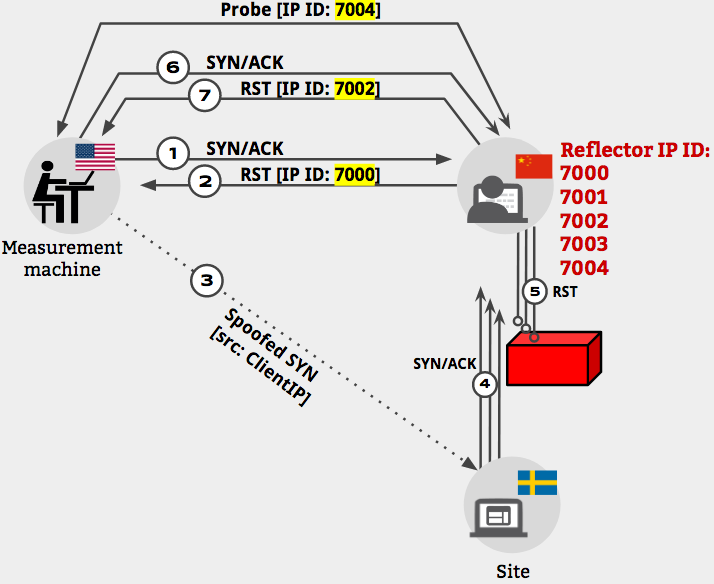 Probe [IP ID: 7004]
6 SYN/ACK
7 RST [IP ID: 7002]
1 SYN/ACK
2 RST [IP ID: 7000]
Reflector IP ID:
7000
7001
7002
7003
7004
Measurement
machine
3
Spoofed SYN
[src: ClientIP]
5 RST
SYN/ACK
4
Site